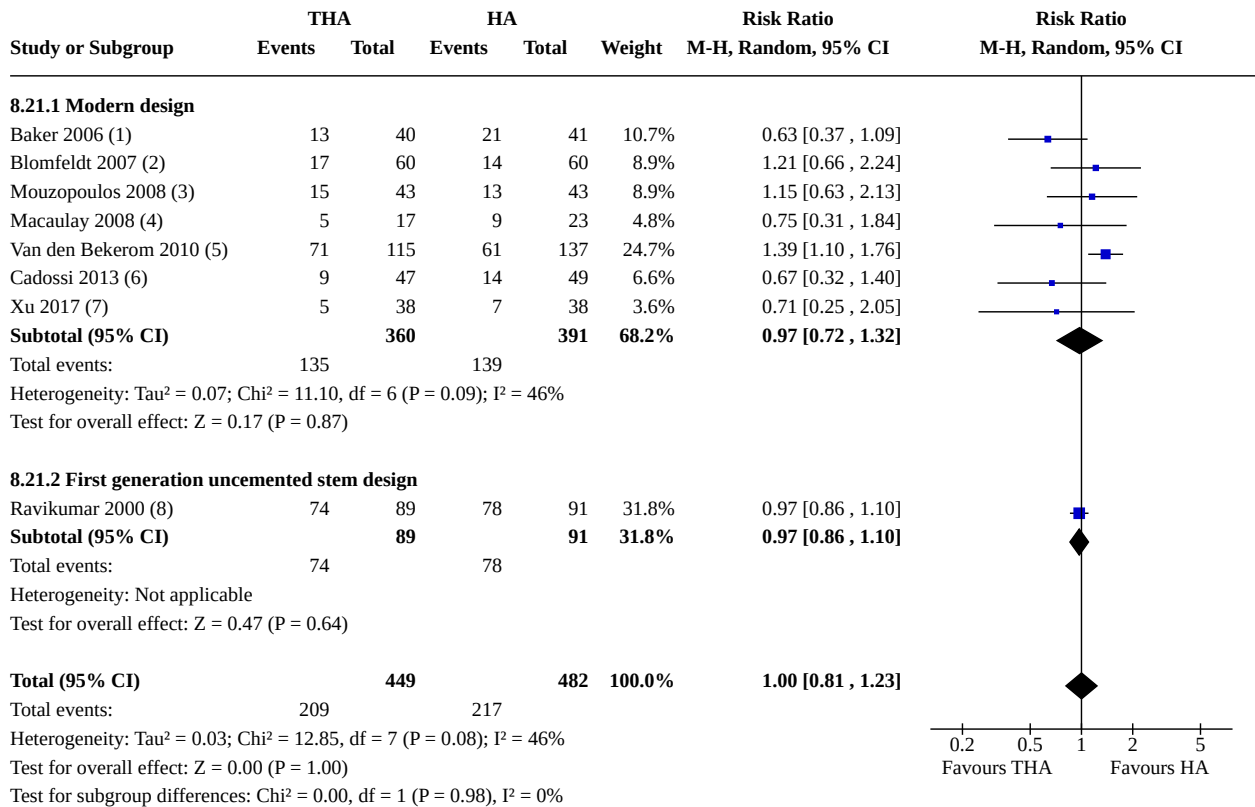 THA HA Risk Ratio Risk Ratio
Study or Subgroup Events Total Events Total Weight M-H, Random, 95% CI M-H, Random, 95% CI
8.21.1 Modern design
Baker 2006 (1) 13 40 21 41 10.7% 0.63 [0.37 , 1.09]
Blomfeldt 2007 (2) 17 60 14 60 8.9% 1.21 [0.66 , 2.24]
Mouzopoulos 2008 (3) 15 43 13 43 8.9% 1.15 [0.63 , 2.13]
Macaulay 2008 (4) 5 17 9 23 4.8% 0.75 [0.31 , 1.84]
Van den Bekerom 2010 (5) 71 115 61 137 24.7% 1.39 [1.10 , 1.76]
Cadossi 2013 (6) 9 47 14 49 6.6% 0.67 [0.32 , 1.40]
Xu 2017 (7) 5 38 7 38 3.6% 0.71 [0.25 , 2.05]
Subtotal (95% CI) 360 391 68.2% 0.97 [0.72 , 1.32]
Total events: 135 139
Heterogeneity: Tau² = 0.07; Chi² = 11.10, df = 6 (P = 0.09); I² = 46%
Test for overall effect: Z = 0.17 (P = 0.87)
8.21.2 First generation uncemented stem design
Ravikumar 2000 (8) 74 89 78 91 31.8% 0.97 [0.86 , 1.10]
Subtotal (95% CI) 89 91 31.8% 0.97 [0.86 , 1.10]
Total events: 74 78
Heterogeneity: Not applicable
Test for overall effect: Z = 0.47 (P = 0.64)
Total (95% CI) 449 482 100.0% 1.00 [0.81 , 1.23]
Total events: 209 217
Heterogeneity: Tau² = 0.03; Chi² = 12.85, df = 7 (P = 0.08); I² = 46%
0.2 0.5 1 2 5
Test for overall effect: Z = 0.00 (P = 1.00)
Favours THA Favours HA
Test for subgroup differences: Chi² = 0.00, df = 1 (P = 0.98), I² = 0%